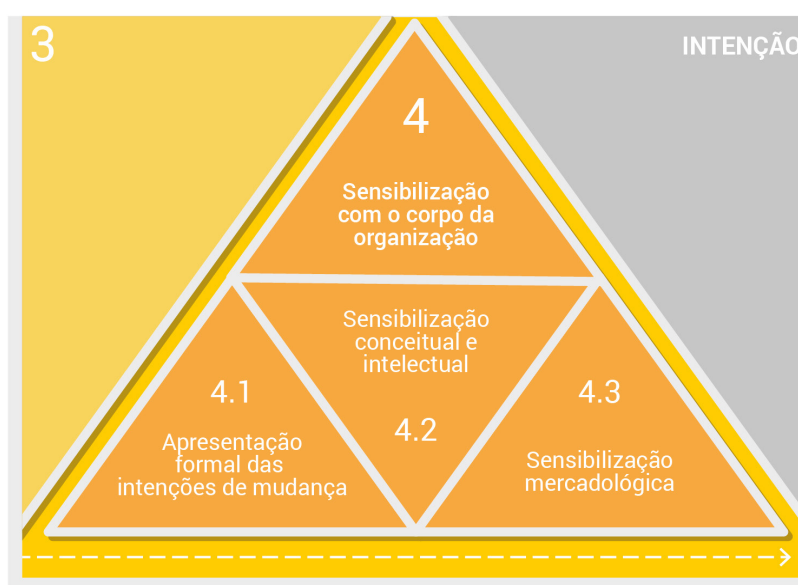 3
INTENÇÃO
4
Sensibilização
com o corpo da
organização
4.1
Apresentação
formal das
intenções de mudança
Sensibilização
conceitual e
intelectual
4.2
4.3
Sensibilização
mercadológica